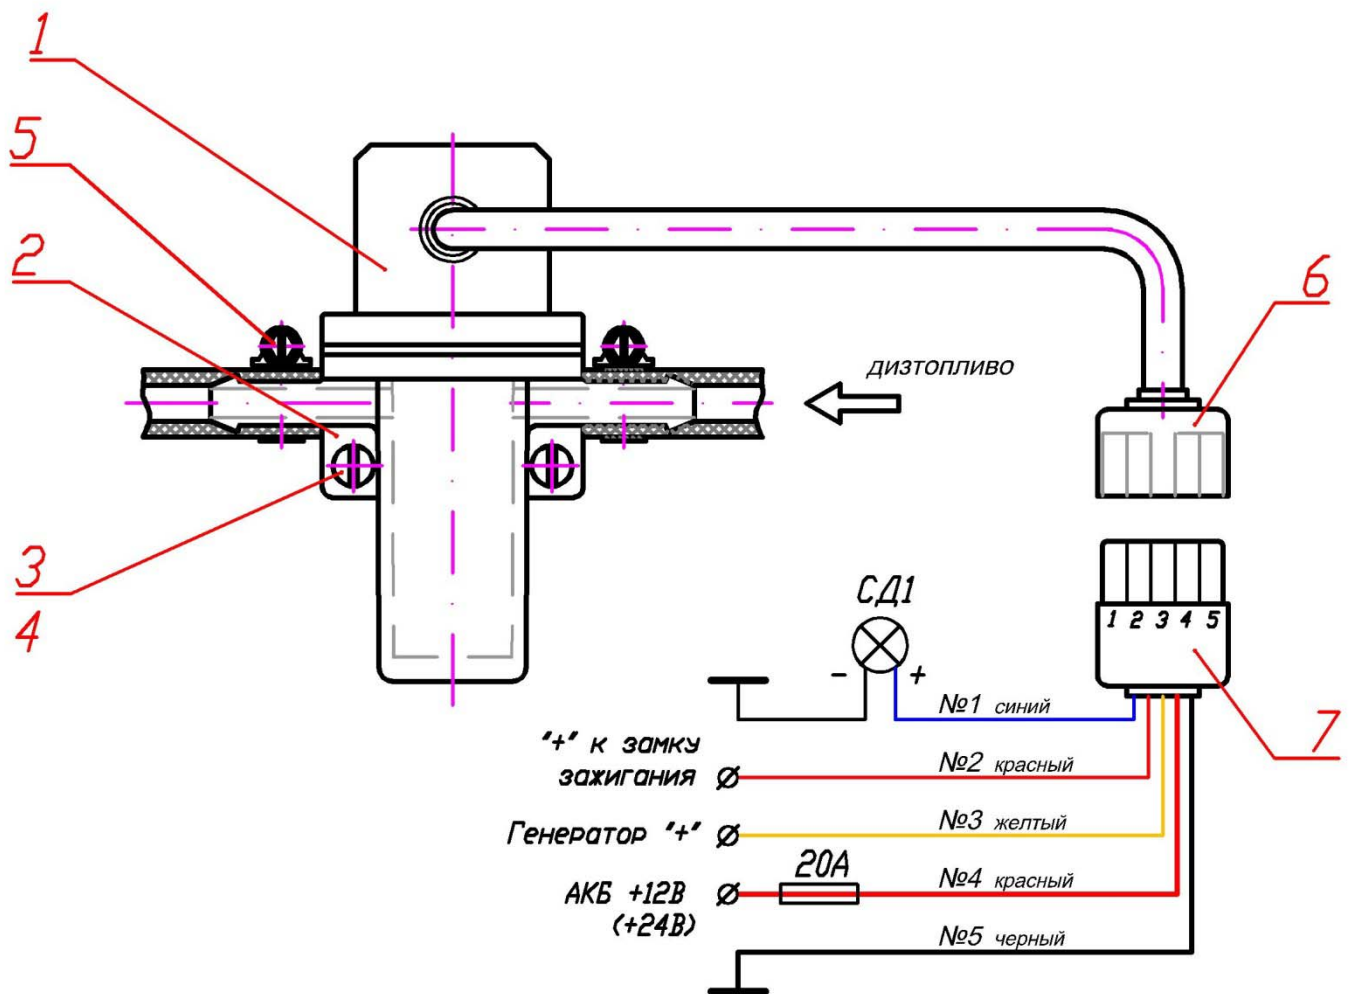 1
5
2
6
дизтопливо
3
4
СД1
1 2 3 4 5
- +
№1 синий
7
"+" к замку
зажигания
№2 красный
Генератор "+"
№3 желтый
20А
АКБ +12В
(+24В)
№4 красный
№5 черный